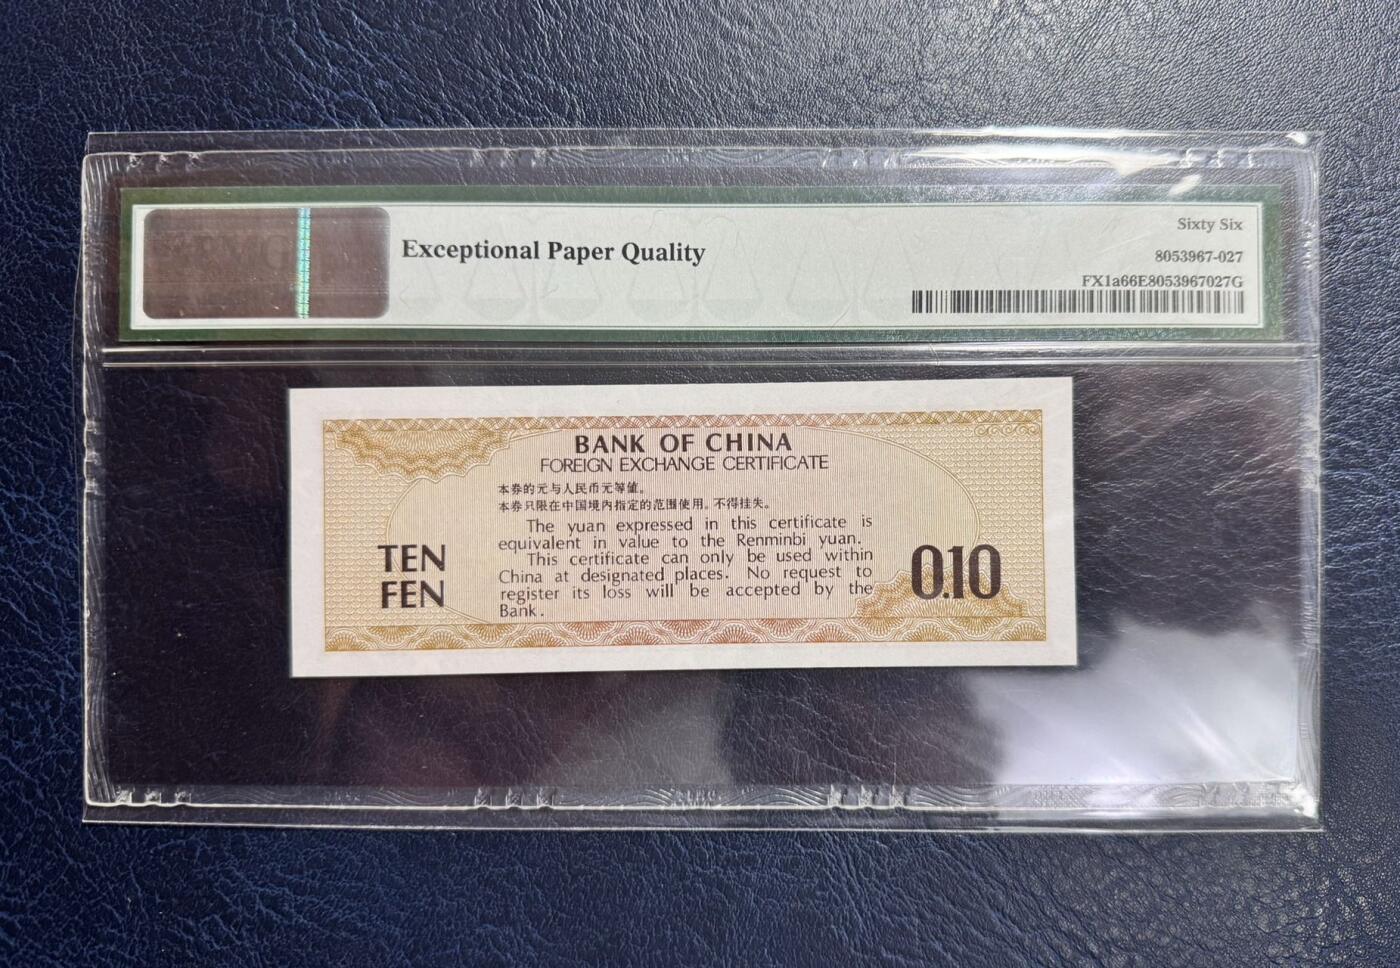 PMG
Exceptional Paper Quality
Sixty Six
8053967-027
FX1a66E8053967027G
BANK OF CHINA
FOREIGN EXCHANGE CERTIFICATE
本券的元与人民币元等值。
本券只限在中国境内指定的范围使用。不得挂失。
The yuan expressed in this certificate is
equivalent in value to the Renminbi yuan.
This certificate can only be used within
China at designated places. No request to
register its loss will be accepted by the
Bank.
TEN
FEN
0.10